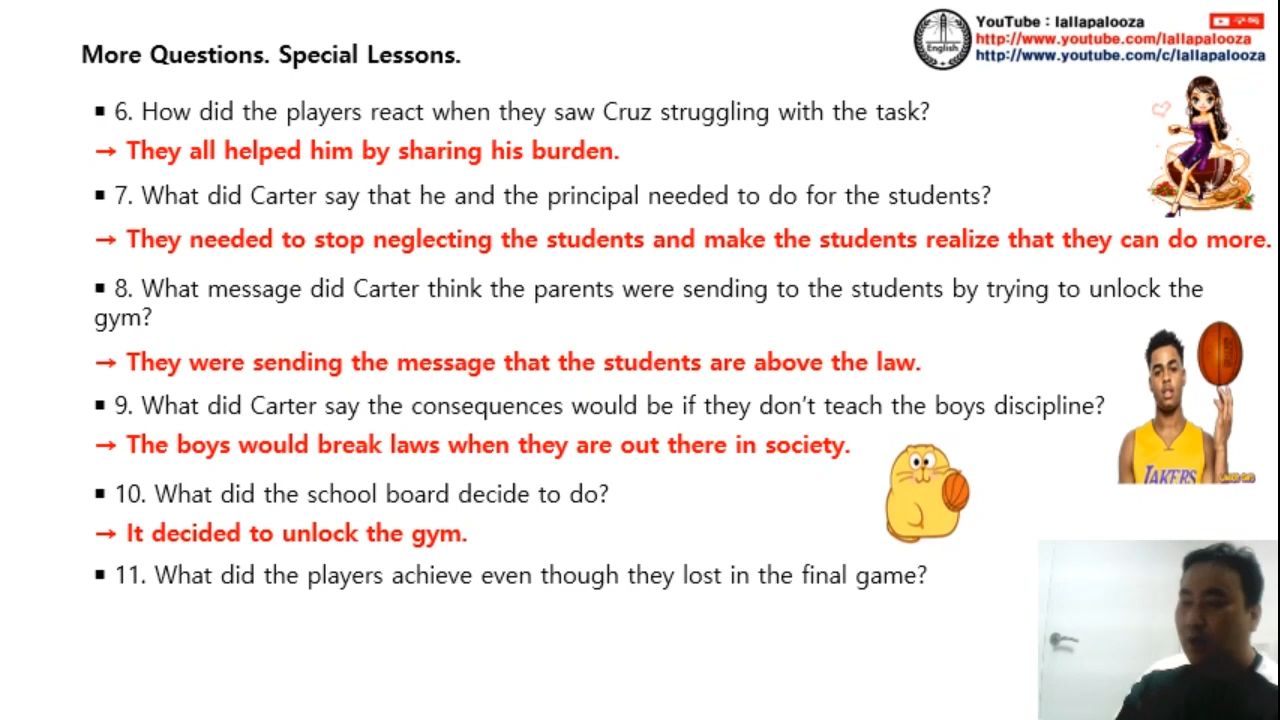 YouTube : lallapalooza
http://www.youtube.com/lallapalooza
http://www.youtube.com/c/lallapalooza
English
More Questions. Special Lessons.
▪ 6. How did the players react when they saw Cruz struggling with the task?
→ They all helped him by sharing his burden.
▪ 7. What did Carter say that he and the principal needed to do for the students?
→ They needed to stop neglecting the students and make the students realize that they can do more.
▪ 8. What message did Carter think the parents were sending to the students by trying to unlock the
gym?
→ They were sending the message that the students are above the law.
▪ 9. What did Carter say the consequences would be if they don't teach the boys discipline?
→ The boys would break laws when they are out there in society.
JAKERS
▪ 10. What did the school board decide to do?
→ It decided to unlock the gym.
▪ 11. What did the players achieve even though they lost in the final game?